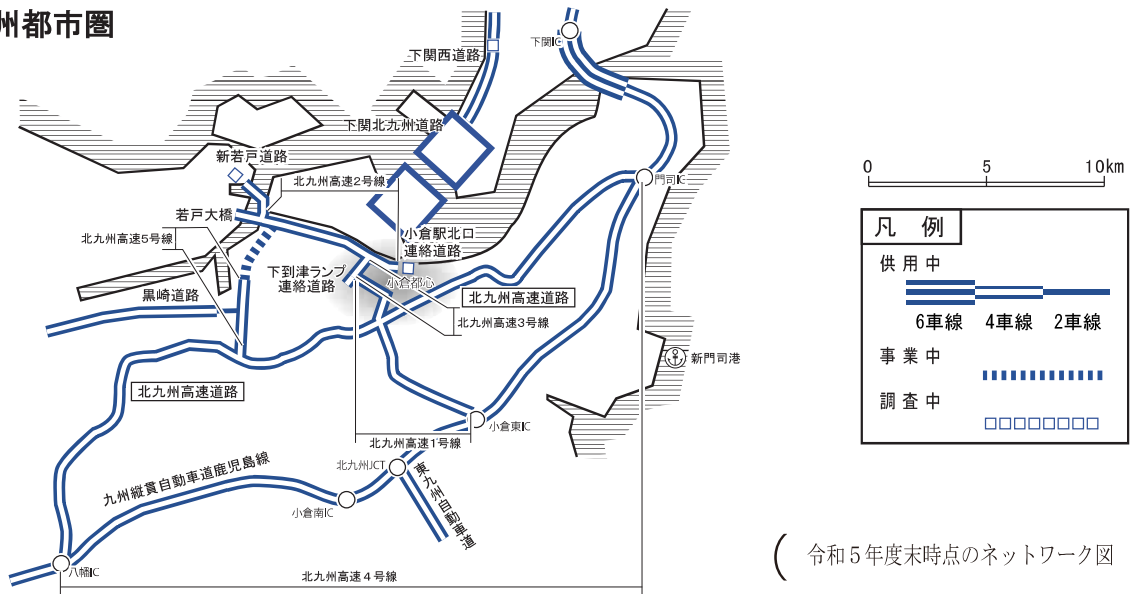 州都市圏
下関西道路
下関IC
下関北九州道路
新若戸道路
北九州高速2号線
門司IC
若戸大橋
北九州高速5号線
小倉駅北口
連絡道路
下到津ランプ
連絡道路
小倉都心
黒崎道路
北九州高速道路
北九州高速3号線
新門司港
北九州高速道路
小倉東IC
北九州高速1号線
北九州JCT
九州縦貫自動車道鹿児島線
東九州自動車道
小倉南IC
八幡IC
北九州高速4号線
0 5 10km
凡例
供用中
6車線 4車線 2車線
事業中
調査中
( 令和5年度末時点のネットワーク図